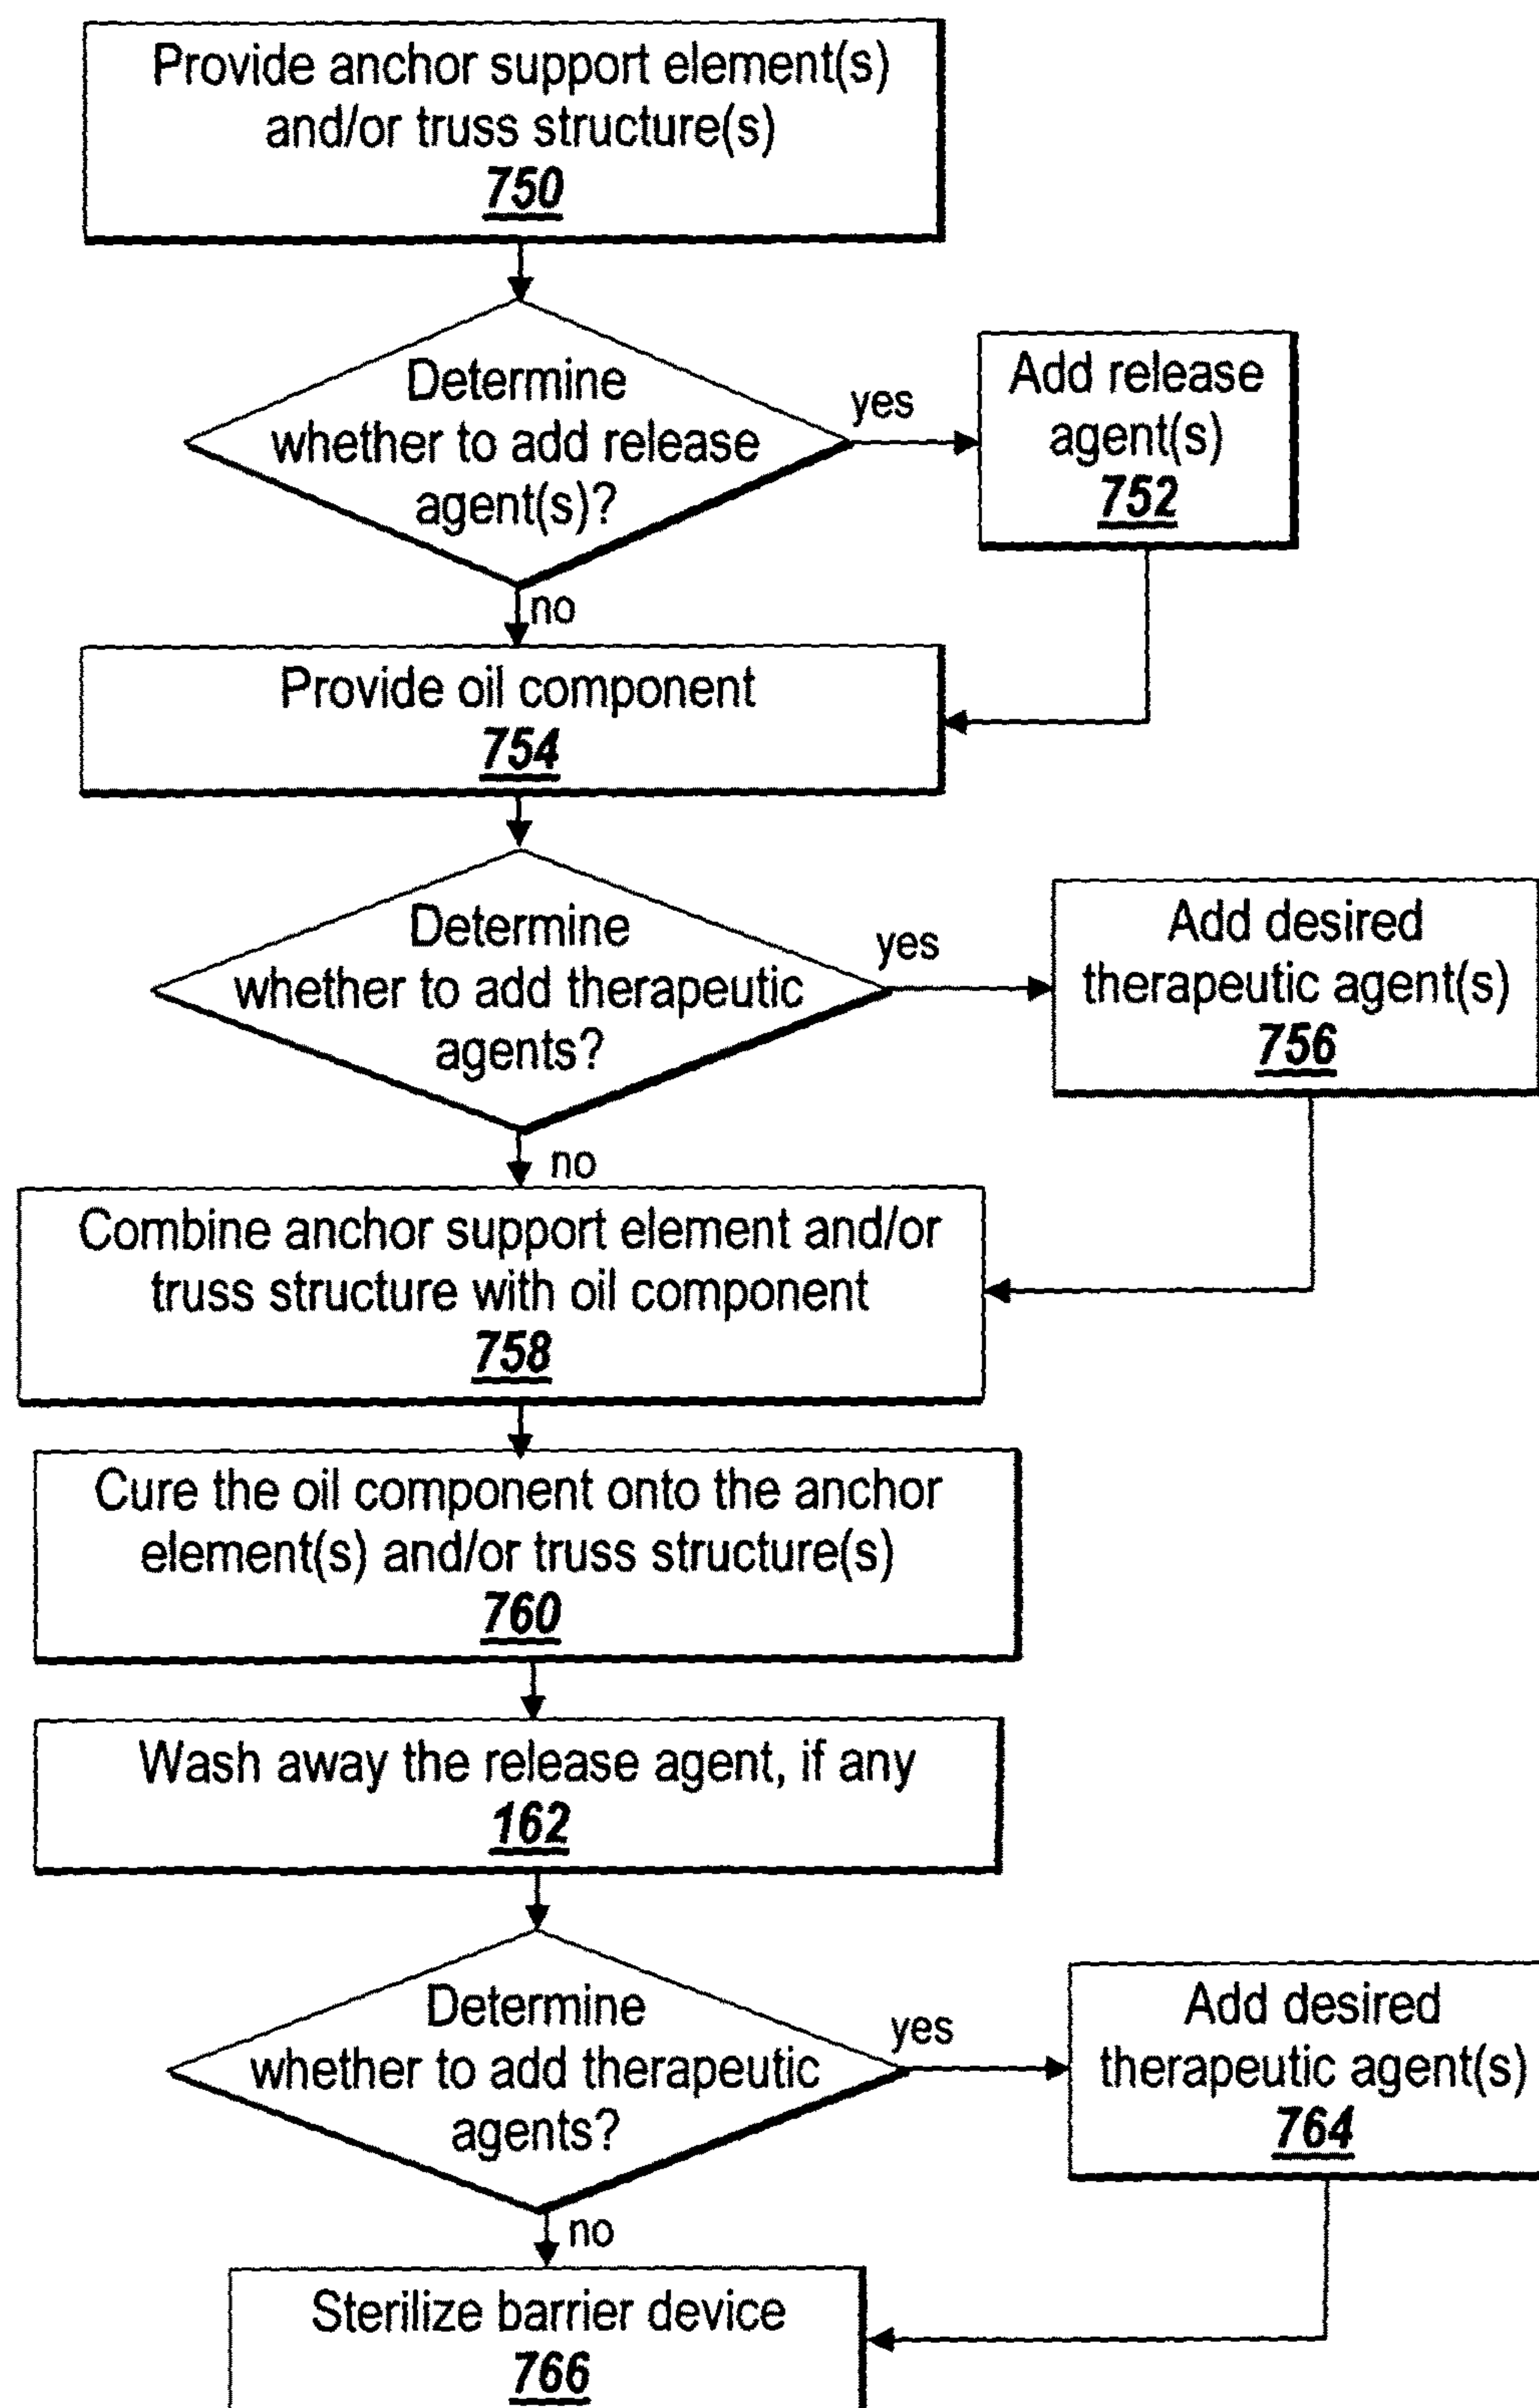 Provide anchor support element(s)
and/or truss structure(s)
750
Determine
whether to add release
agent(s)?
yes
Add release
agent(s)
752
no
Provide oil component
754
Determine
whether to add therapeutic
agents?
yes
Add desired
therapeutic agent(s)
756
no
Combine anchor support element and/or
truss structure with oil component
758
Cure the oil component onto the anchor
element(s) and/or truss structure(s)
760
Wash away the release agent, if any
162
Determine
whether to add therapeutic
agents?
yes
Add desired
therapeutic agent(s)
764
no
Sterilize barrier device
766